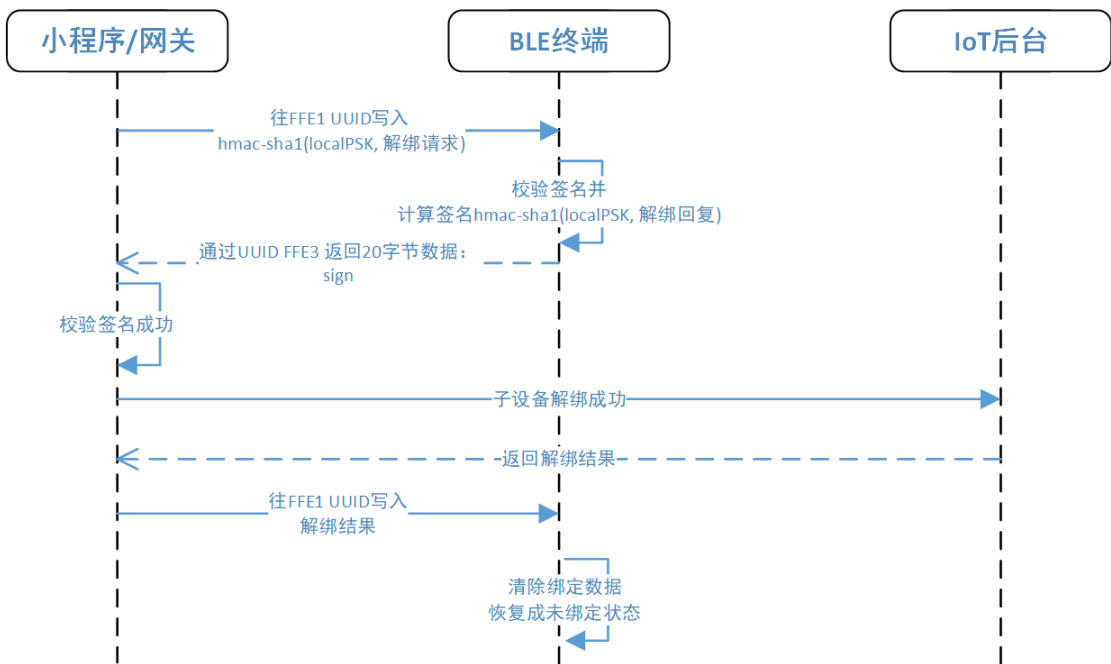 小程序/网关
BLE终端
IoT后台
往FFE1 UUID写入
hmac-sha1(localPSK, 解绑请求)
校验签名并
计算签名hmac-sha1(localPSK, 解绑回复)
通过UUID FFE3 返回20字节数据：
sign
校验签名成功
子设备解绑成功
返回解绑结果
往FFE1 UUID写入
解绑结果
清除绑定数据
恢复成未绑定状态